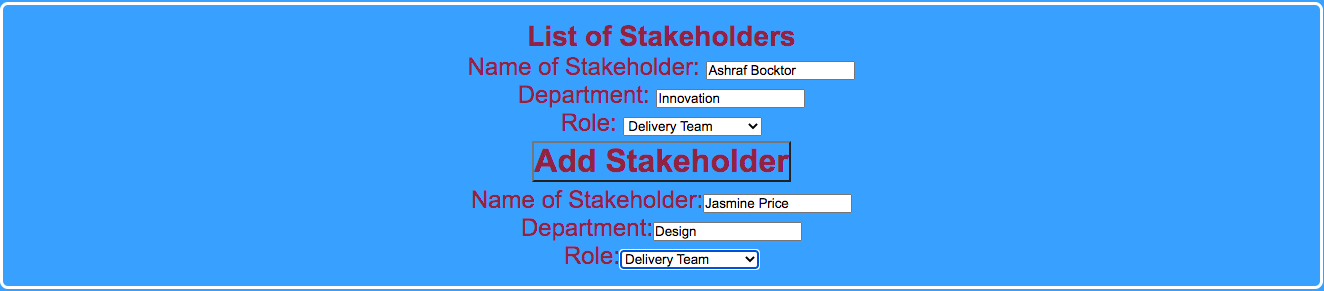 List of Stakeholders
Name of Stakeholder: Ashraf Bocktor
Department: Innovation
Role: Delivery Team
Add Stakeholder
Name of Stakeholder:Jasmine Price
Department:Design
Role:Delivery Team